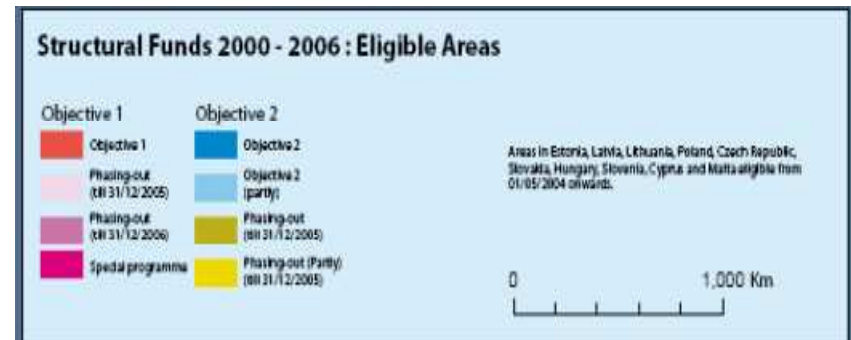 Structural Funds 2000 - 2006 : Eligible Areas
Objective 1
Objective 1
Phasing-out
(till 31/12/2005)
Phasing-out
(till 31/12/2006)
Special programme
Objective 2
Objective 2
Objective 2
(partly)
Phasing-out
(till 31/12/2005)
Phasing-out (Partly)
(till 31/12/2005)
Areas in Estonia, Latvia, Lithuania, Poland, Czech Republic,
Slovakia, Hungary, Slovenia, Cyprus and Malta eligible from
01/05/2004 onwards.
0 1,000 Km